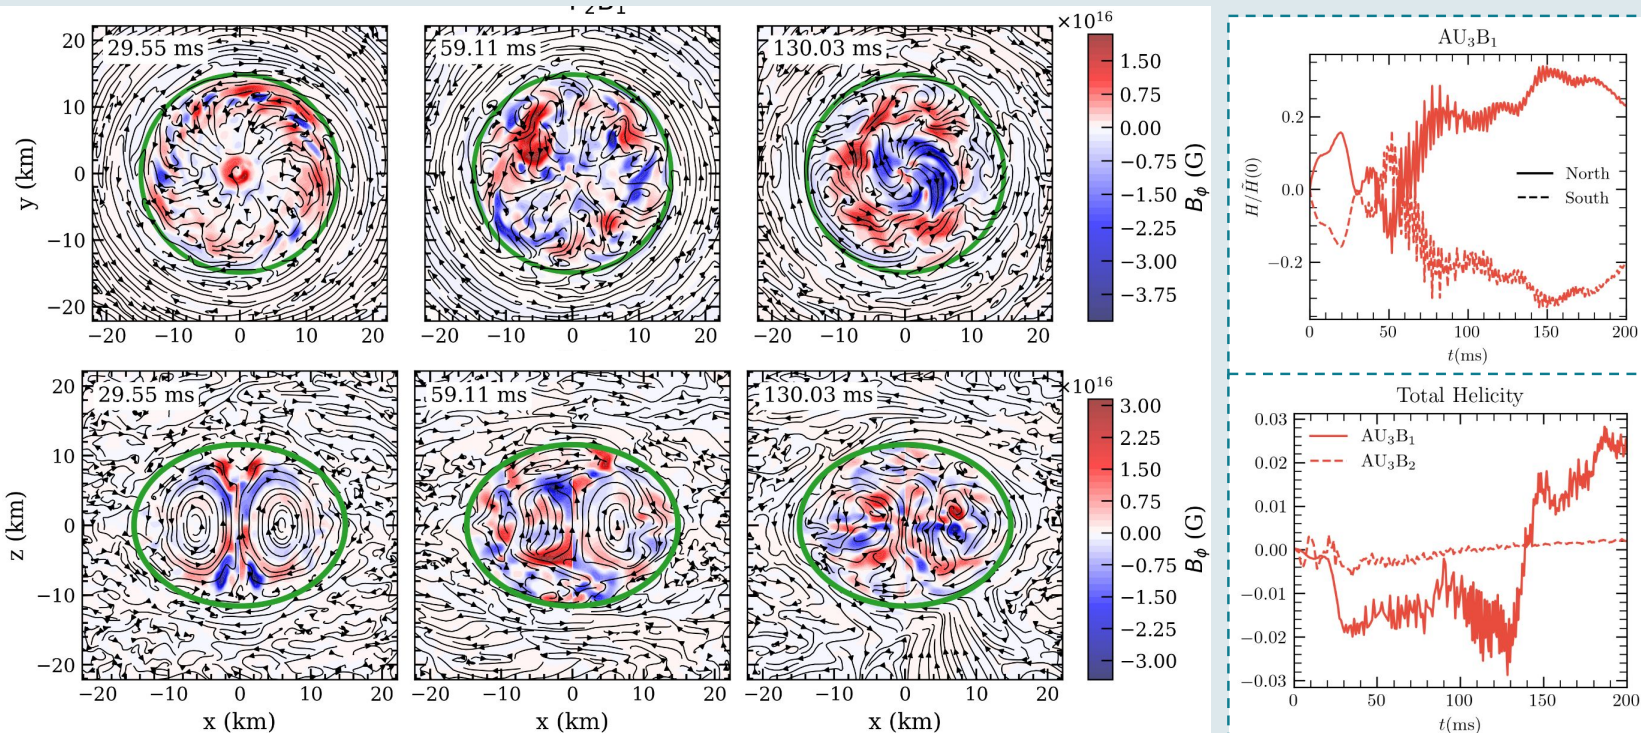 29.55 ms
59.11 ms
130.03 ms
×10^16
20
10
0
−10
−20
y (km)
−20 −10 0 10 20
−20 −10 0 10 20
−20 −10 0 10 20
1.50
0.75
0.00
−0.75
−1.50
−2.25
−3.00
−3.75
B_ϕ (G)
29.55 ms
59.11 ms
130.03 ms
×10^16
20
10
0
−10
−20
z (km)
−20 −10 0 10 20
−20 −10 0 10 20
−20 −10 0 10 20
x (km)
x (km)
x (km)
3.00
2.25
1.50
0.75
0.00
−0.75
−1.50
−2.25
−3.00
B_ϕ (G)
AU₃B₁
0.2
0.0
−0.2
H/H̃(0)
North
South
0 50 100 150 200
t(ms)
Total Helicity
AU₃B₁
AU₃B₂
0.03
0.02
0.01
0.00
−0.01
−0.02
−0.03
0 50 100 150 200
t(ms)